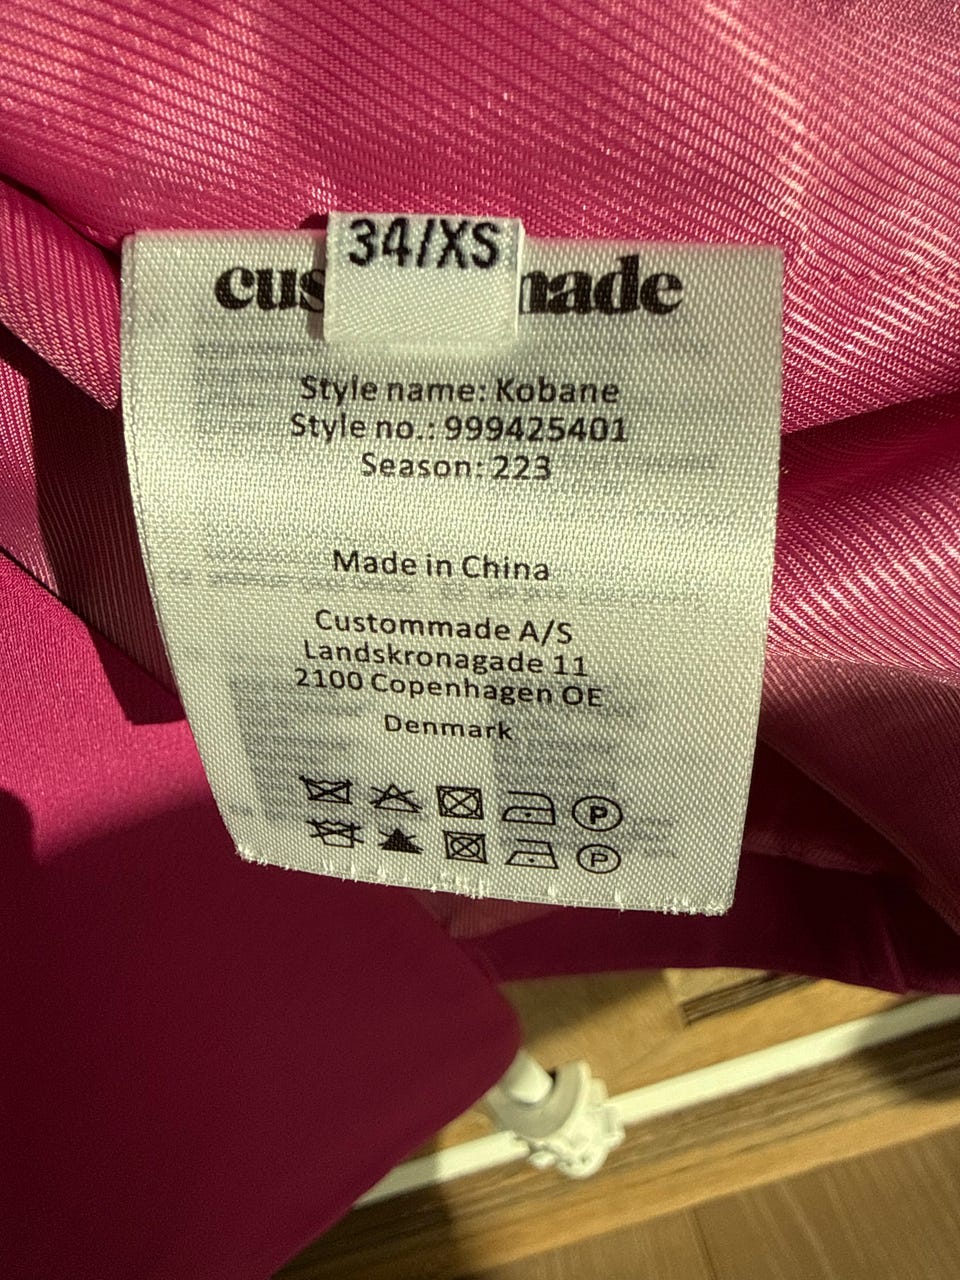 34/XS
cus made
Style name: Kobane
Style no.: 999425401
Season: 223
Made in China
Custommade A/S
Landskronagade 11
2100 Copenhagen OE
Denmark
P
P